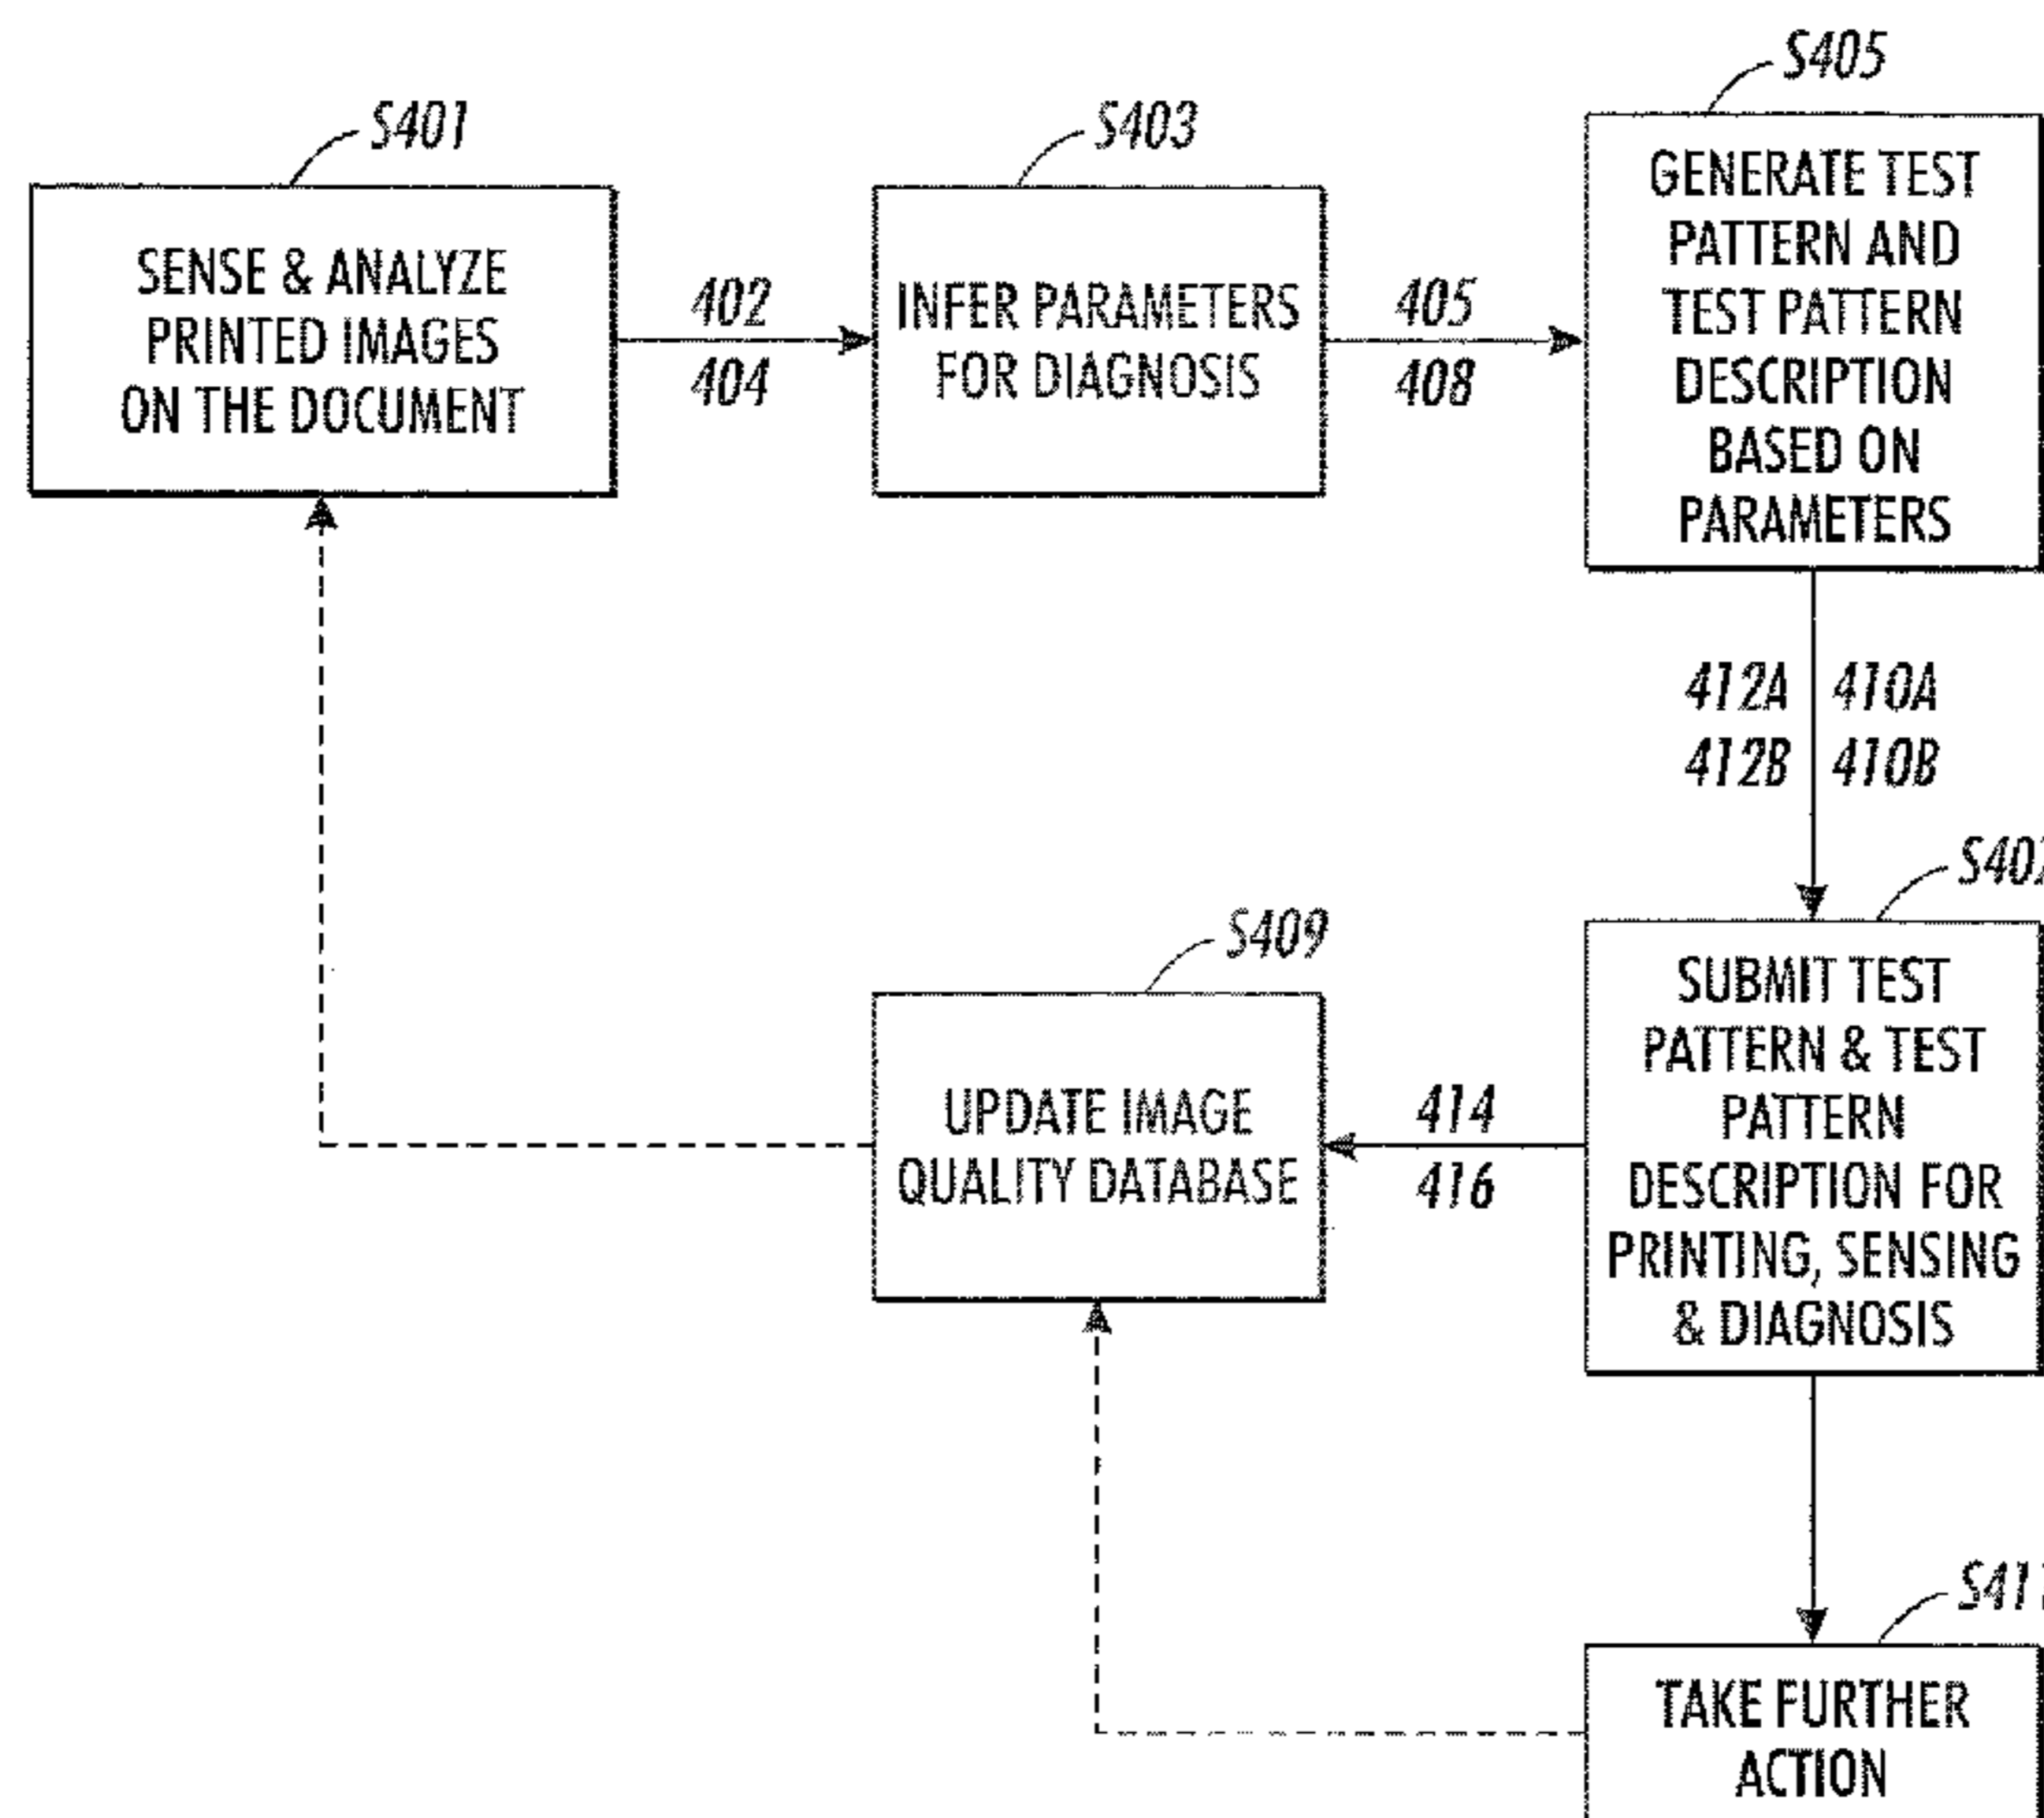 S401
SENSE & ANALYZE
PRINTED IMAGES
ON THE DOCUMENT
402
404
S403
INFER PARAMETERS
FOR DIAGNOSIS
405
408
S405
GENERATE TEST
PATTERN AND
TEST PATTERN
DESCRIPTION
BASED ON
PARAMETERS
412A 410A
412B 410B
SUBMIT TEST
PATTERN & TEST
PATTERN
DESCRIPTION FOR
PRINTING, SENSING
& DIAGNOSIS
414
416
S409
UPDATE IMAGE
QUALITY DATABASE
TAKE FURTHER
ACTION